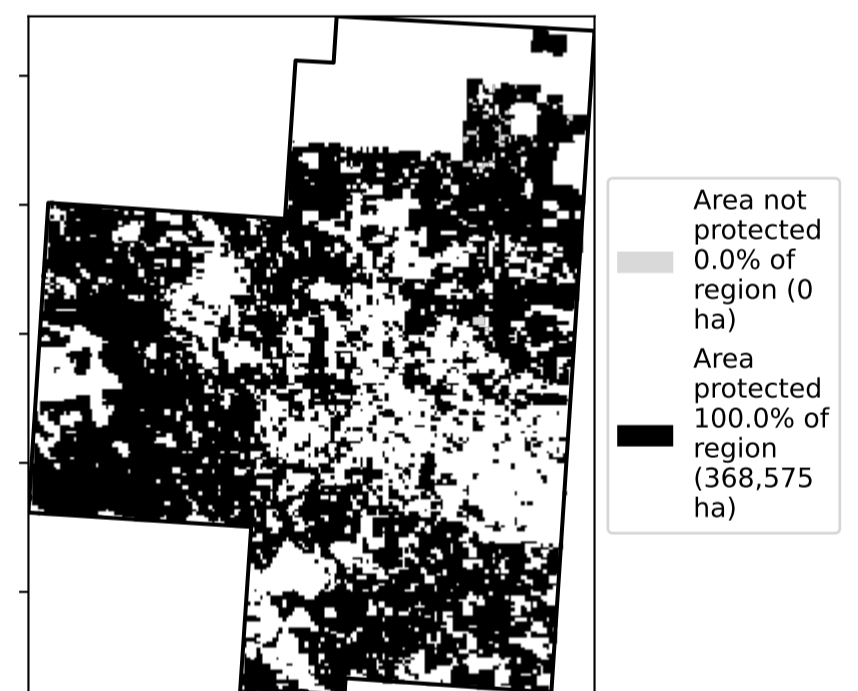 Area not
protected
0.0% of
region (0
ha)
Area
protected
100.0% of
region
(368,575
ha)